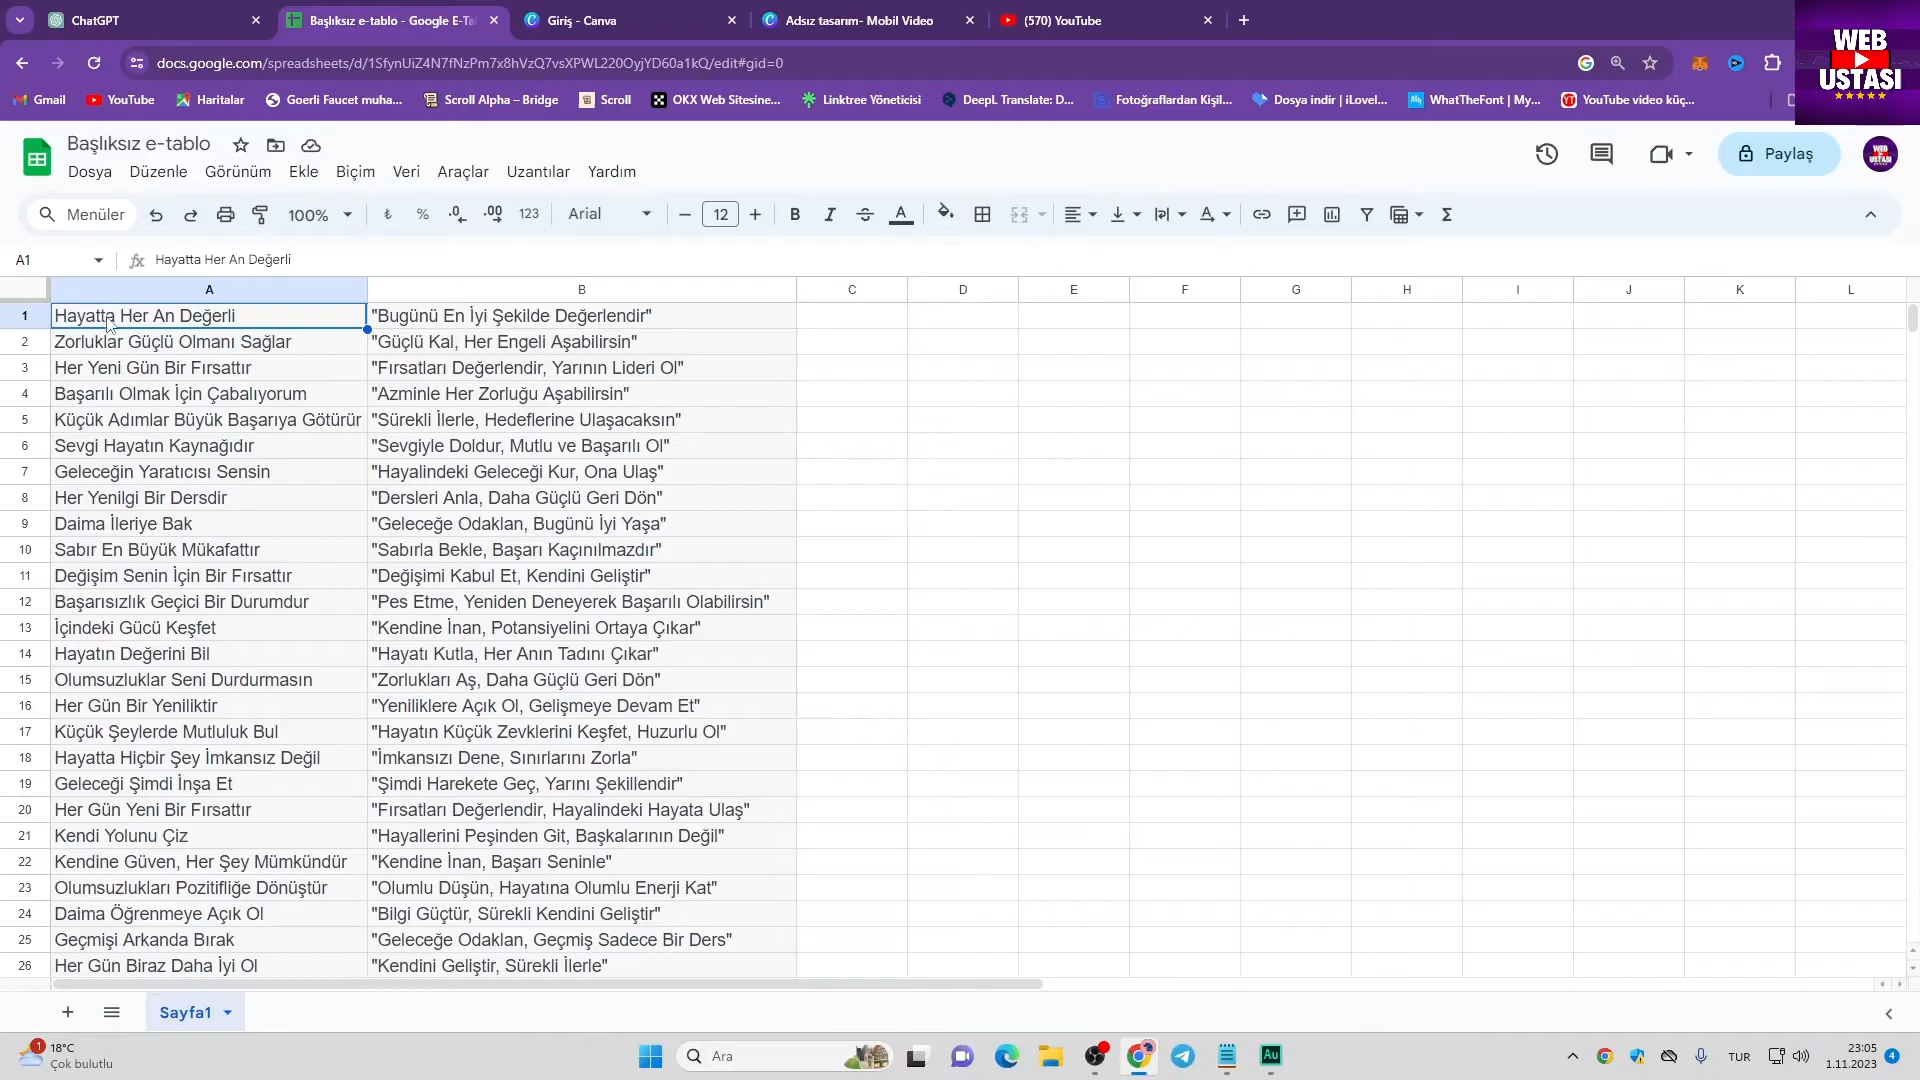 ChatGPT
Başlıksız e-tablo - Google E-Ta
Giriş - Canva
Adsız tasarım- Mobil Video
(570) YouTube
docs.google.com/spreadsheets/d/1SfynUiZ4N7fNzPm7x8hVzQ7vsXPWL220OyjYD60a1kQ/edit#gid=0
WEB
USTASI
Gmail
YouTube
Haritalar
Goerli Faucet muha...
Scroll Alpha – Bridge
Scroll
OKX Web Sitesine...
Linktree Yöneticisi
DeepL Translate: D...
Fotoğraflardan Kişil...
Dosya indir | iLovel...
WhatTheFont | My...
YouTube video küç...
Başlıksız e-tablo
Paylaş
Dosya Düzenle Görünüm Ekle Biçim Veri Araçlar Uzantılar Yardım
Menüler
100%
₺ % .0 .00 123
Arial
12
A1
Hayatta Her An Değerli
A B C D E F G H I J K L
1 Hayatta Her An Değerli "Bugünü En İyi Şekilde Değerlendir"
2 Zorluklar Güçlü Olmanı Sağlar "Güçlü Kal, Her Engeli Aşabilirsin"
3 Her Yeni Gün Bir Fırsattır "Fırsatları Değerlendir, Yarının Lideri Ol"
4 Başarılı Olmak İçin Çabalıyorum "Azminle Her Zorluğu Aşabilirsin"
5 Küçük Adımlar Büyük Başarıya Götürür "Sürekli İlerle, Hedeflerine Ulaşacaksın"
6 Sevgi Hayatın Kaynağıdır "Sevgiyle Doldur, Mutlu ve Başarılı Ol"
7 Geleceğin Yaratıcısı Sensin "Hayalindeki Geleceği Kur, Ona Ulaş"
8 Her Yenilgi Bir Dersdir "Dersleri Anla, Daha Güçlü Geri Dön"
9 Daima İleriye Bak "Geleceğe Odaklan, Bugünü İyi Yaşa"
10 Sabır En Büyük Mükafattır "Sabırla Bekle, Başarı Kaçınılmazdır"
11 Değişim Senin İçin Bir Fırsattır "Değişimi Kabul Et, Kendini Geliştir"
12 Başarısızlık Geçici Bir Durumdur "Pes Etme, Yeniden Deneyerek Başarılı Olabilirsin"
13 İçindeki Gücü Keşfet "Kendine İnan, Potansiyelini Ortaya Çıkar"
14 Hayatın Değerini Bil "Hayatı Kutla, Her Anın Tadını Çıkar"
15 Olumsuzluklar Seni Durdurmasın "Zorlukları Aş, Daha Güçlü Geri Dön"
16 Her Gün Bir Yeniliktir "Yeniliklere Açık Ol, Gelişmeye Devam Et"
17 Küçük Şeylerde Mutluluk Bul "Hayatın Küçük Zevklerini Keşfet, Huzurlu Ol"
18 Hayatta Hiçbir Şey İmkansız Değil "İmkansızı Dene, Sınırlarını Zorla"
19 Geleceği Şimdi İnşa Et "Şimdi Harekete Geç, Yarını Şekillendir"
20 Her Gün Yeni Bir Fırsattır "Fırsatları Değerlendir, Hayalindeki Hayata Ulaş"
21 Kendi Yolunu Çiz "Hayallerini Peşinden Git, Başkalarının Değil"
22 Kendine Güven, Her Şey Mümkündür "Kendine İnan, Başarı Seninle"
23 Olumsuzlukları Pozitifliğe Dönüştür "Olumlu Düşün, Hayatına Olumlu Enerji Kat"
24 Daima Öğrenmeye Açık Ol "Bilgi Güçtür, Sürekli Kendini Geliştir"
25 Geçmişi Arkanda Bırak "Geleceğe Odaklan, Geçmiş Sadece Bir Ders"
26 Her Gün Biraz Daha İyi Ol "Kendini Geliştir, Sürekli İlerle"
Sayfa1
1
18°C
Çok bulutlu
Ara
Au
TUR
23:05
1.11.2023
4